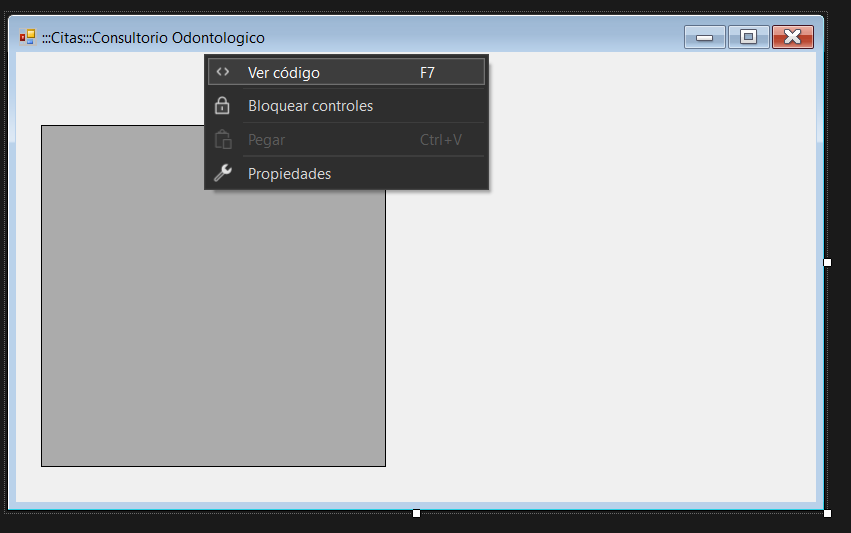 :::Citas:::Consultorio Odontologico
Ver código F7
Bloquear controles
Pegar Ctrl+V
Propiedades